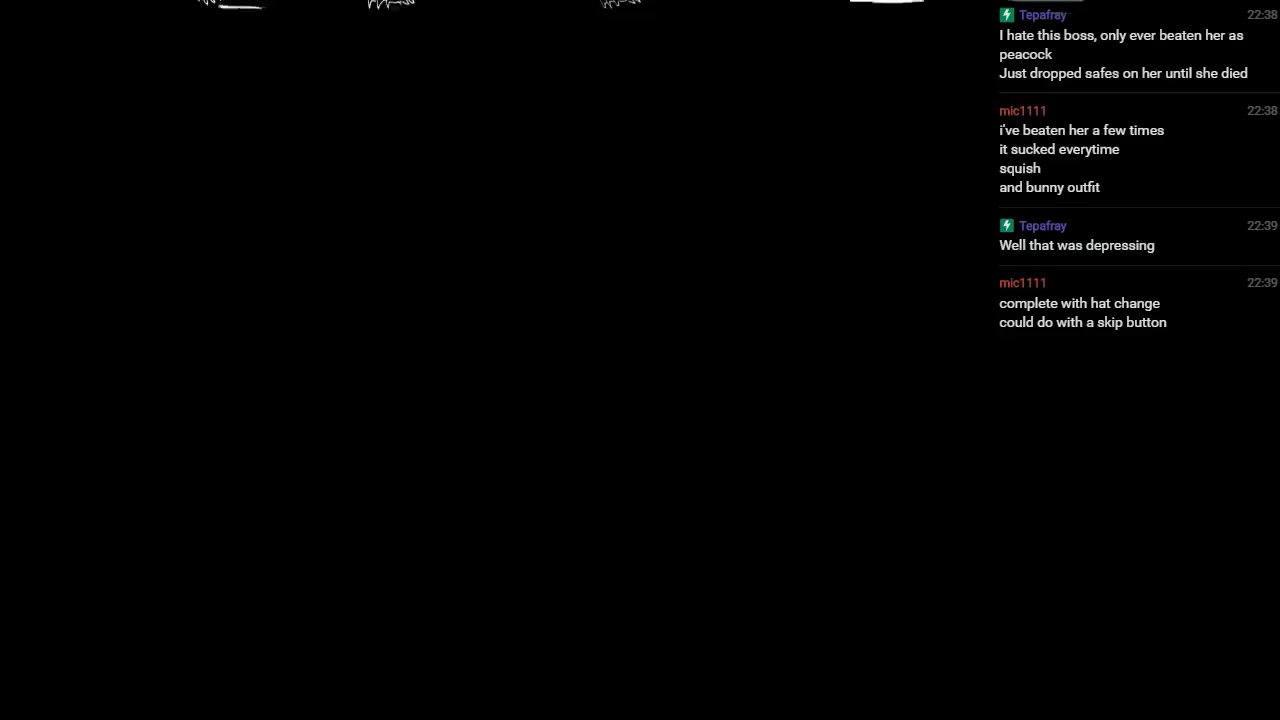 Tepafray 22:38
I hate this boss, only ever beaten her as
peacock
Just dropped safes on her until she died
mic1111 22:38
i've beaten her a few times
it sucked everytime
squish
and bunny outfit
Tepafray 22:39
Well that was depressing
mic1111 22:39
complete with hat change
could do with a skip button